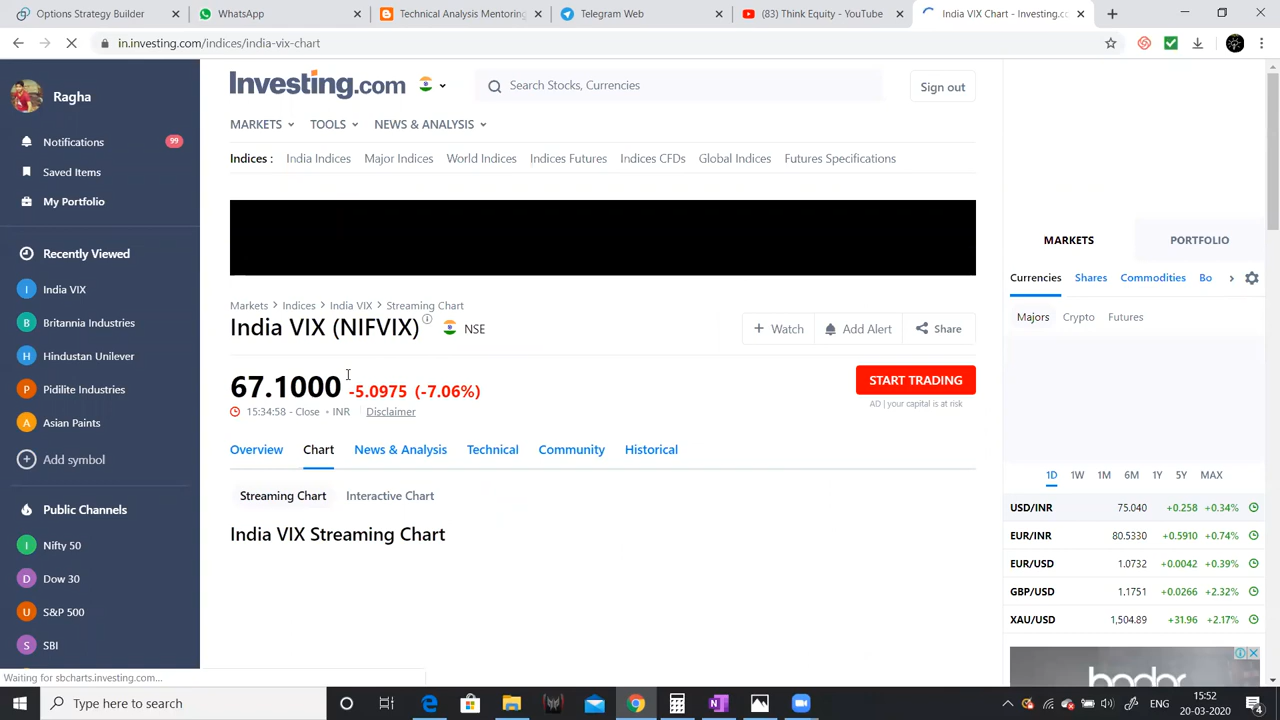 Options Strategy Builder
WhatsApp
Technical Analysis Mentoring
Telegram Web
(83) Think Equity - YouTube
India VIX Chart - Investing.c
in.investing.com/indices/india-vix-chart
Ragha
Notifications 99
Saved Items
My Portfolio
Recently Viewed
I India VIX
B Britannia Industries
H Hindustan Unilever
P Pidilite Industries
A Asian Paints
Add symbol
Public Channels
N Nifty 50
D Dow 30
S S&P 500
S SBI
Investing.com
Search Stocks, Currencies
Sign out
MARKETS TOOLS NEWS & ANALYSIS
Indices : India Indices Major Indices World Indices Indices Futures Indices CFDs Global Indices Futures Specifications
Markets > Indices > India VIX > Streaming Chart
India VIX (NIFVIX) NSE
+ Watch Add Alert Share
67.1000 -5.0975 (-7.06%)
15:34:58 - Close • INR Disclaimer
START TRADING
AD | your capital is at risk
Overview Chart News & Analysis Technical Community Historical
Streaming Chart Interactive Chart
India VIX Streaming Chart
MARKETS PORTFOLIO
Currencies Shares Commodities Bo
Majors Crypto Futures
1D 1W 1M 6M 1Y 5Y MAX
USD/INR 75.040 +0.258 +0.34%
EUR/INR 80.5330 +0.5910 +0.74%
EUR/USD 1.0732 +0.0042 +0.39%
GBP/USD 1.1751 +0.0266 +2.32%
XAU/USD 1,504.89 +31.96 +2.17%
Waiting for sbcharts.investing.com...
Type here to search
ENG
15:52
20-03-2020
4